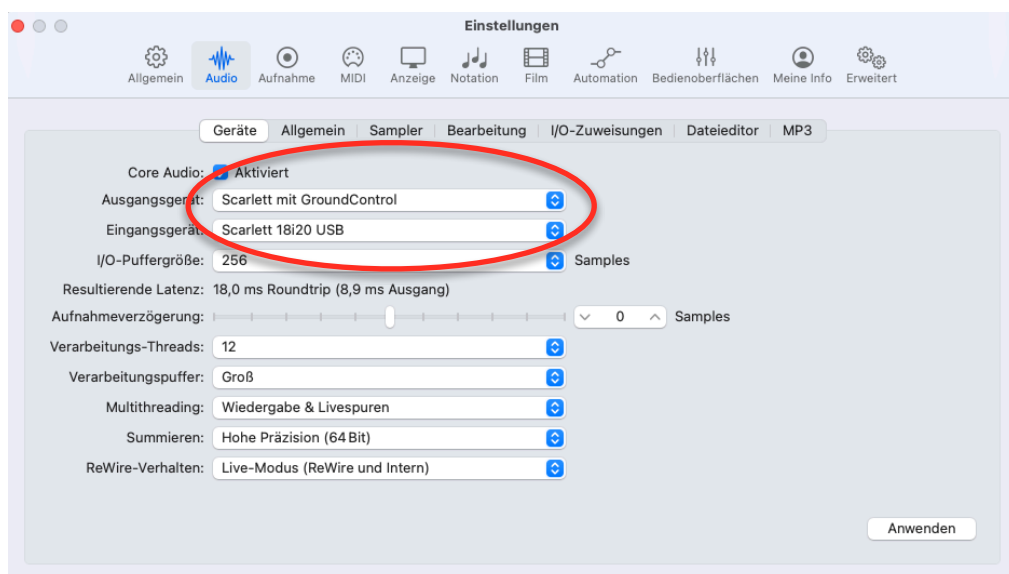 Einstellungen
Allgemein Audio Aufnahme MIDI Anzeige Notation Film Automation Bedienoberflächen Meine Info Erweitert
Geräte Allgemein Sampler Bearbeitung I/O-Zuweisungen Dateieditor MP3
Core Audio: Aktiviert
Ausgangsgerät: Scarlett mit GroundControl
Eingangsgerät: Scarlett 18i20 USB
I/O-Puffergröße: 256 Samples
Resultierende Latenz: 18,0 ms Roundtrip (8,9 ms Ausgang)
Aufnahmeverzögerung: 0 Samples
Verarbeitungs-Threads: 12
Verarbeitungspuffer: Groß
Multithreading: Wiedergabe & Livespuren
Summieren: Hohe Präzision (64 Bit)
ReWire-Verhalten: Live-Modus (ReWire und Intern)
Anwenden